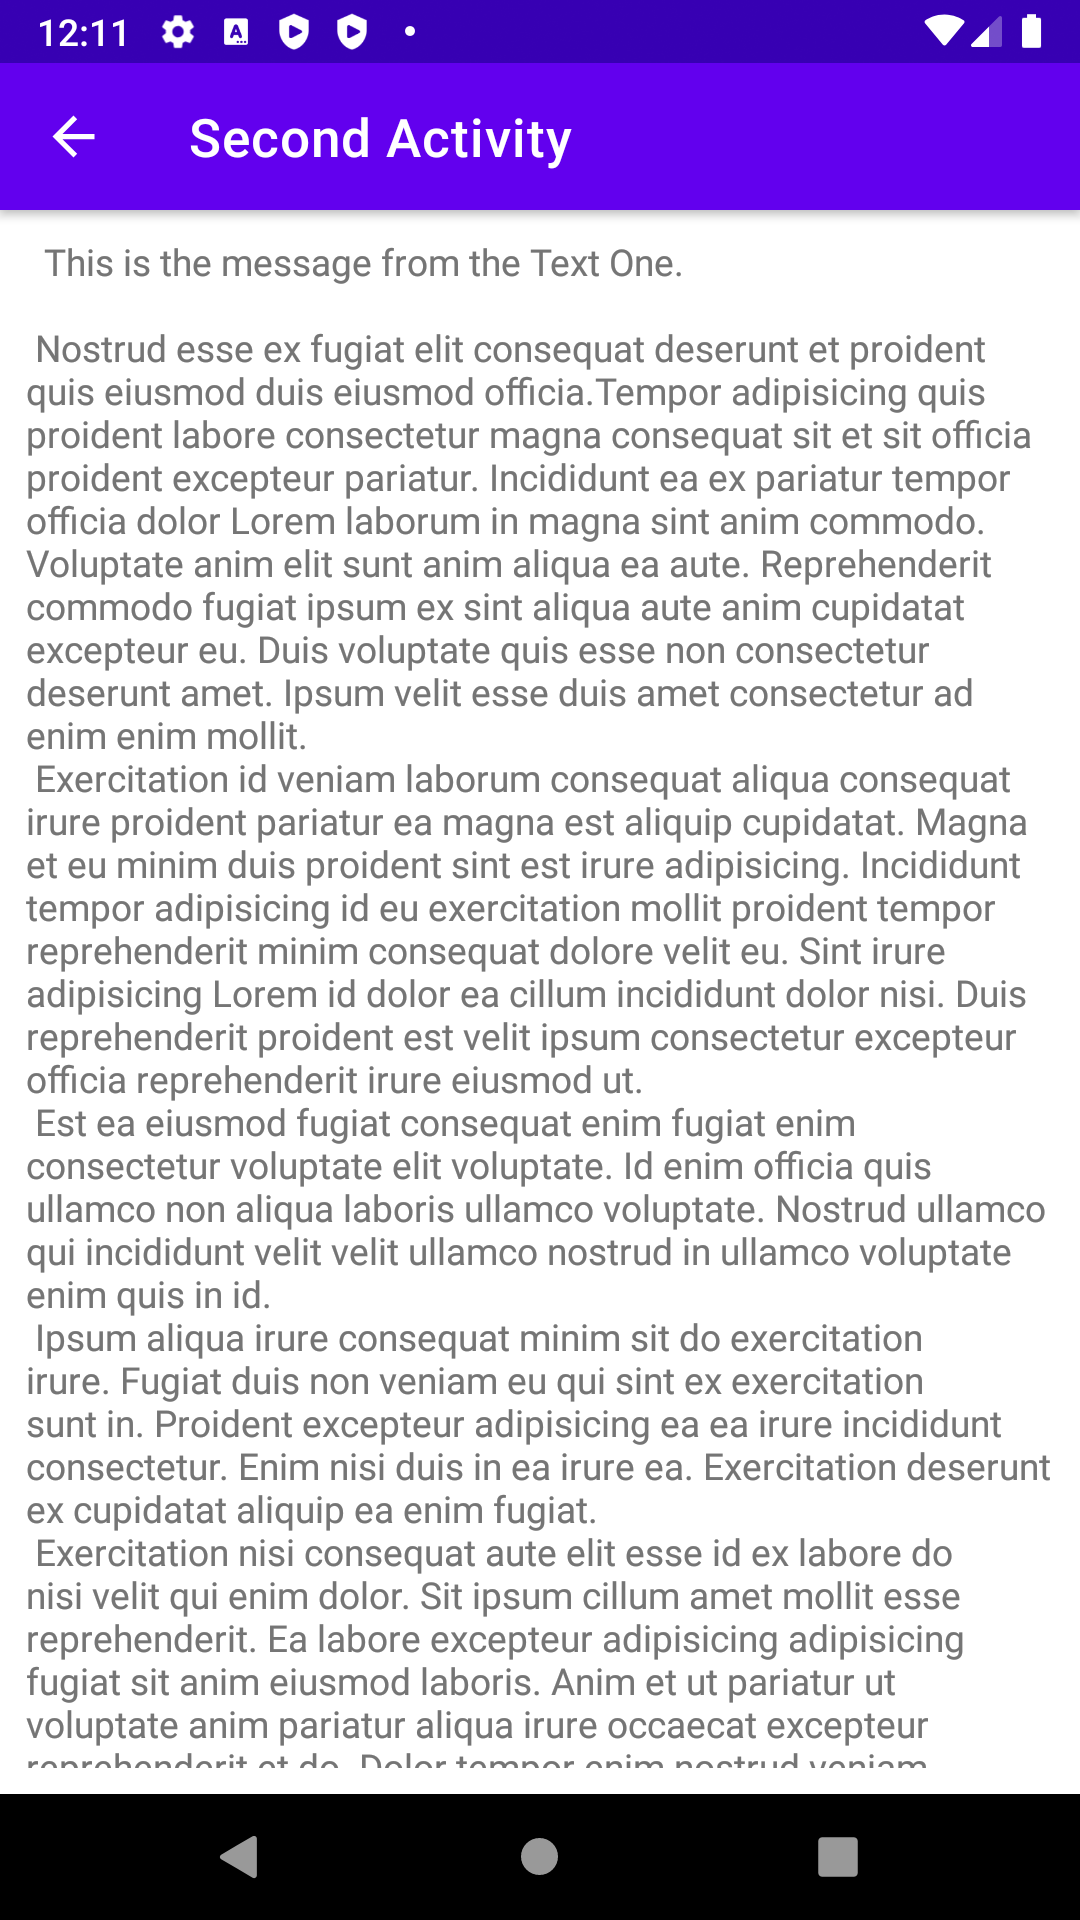 12:11
Second Activity
This is the message from the Text One.
Nostrud esse ex fugiat elit consequat deserunt et proident
quis eiusmod duis eiusmod officia.Tempor adipisicing quis
proident labore consectetur magna consequat sit et sit officia
proident excepteur pariatur. Incididunt ea ex pariatur tempor
officia dolor Lorem laborum in magna sint anim commodo.
Voluptate anim elit sunt anim aliqua ea aute. Reprehenderit
commodo fugiat ipsum ex sint aliqua aute anim cupidatat
excepteur eu. Duis voluptate quis esse non consectetur
deserunt amet. Ipsum velit esse duis amet consectetur ad
enim enim mollit.
Exercitation id veniam laborum consequat aliqua consequat
irure proident pariatur ea magna est aliquip cupidatat. Magna
et eu minim duis proident sint est irure adipisicing. Incididunt
tempor adipisicing id eu exercitation mollit proident tempor
reprehenderit minim consequat dolore velit eu. Sint irure
adipisicing Lorem id dolor ea cillum incididunt dolor nisi. Duis
reprehenderit proident est velit ipsum consectetur excepteur
officia reprehenderit irure eiusmod ut.
Est ea eiusmod fugiat consequat enim fugiat enim
consectetur voluptate elit voluptate. Id enim officia quis
ullamco non aliqua laboris ullamco voluptate. Nostrud ullamco
qui incididunt velit velit ullamco nostrud in ullamco voluptate
enim quis in id.
Ipsum aliqua irure consequat minim sit do exercitation
irure. Fugiat duis non veniam eu qui sint ex exercitation
sunt in. Proident excepteur adipisicing ea ea irure incididunt
consectetur. Enim nisi duis in ea irure ea. Exercitation deserunt
ex cupidatat aliquip ea enim fugiat.
Exercitation nisi consequat aute elit esse id ex labore do
nisi velit qui enim dolor. Sit ipsum cillum amet mollit esse
reprehenderit. Ea labore excepteur adipisicing adipisicing
fugiat sit anim eiusmod laboris. Anim et ut pariatur ut
voluptate anim pariatur aliqua irure occaecat excepteur
reprehenderit et do. Dolor tempor enim nostrud veniam